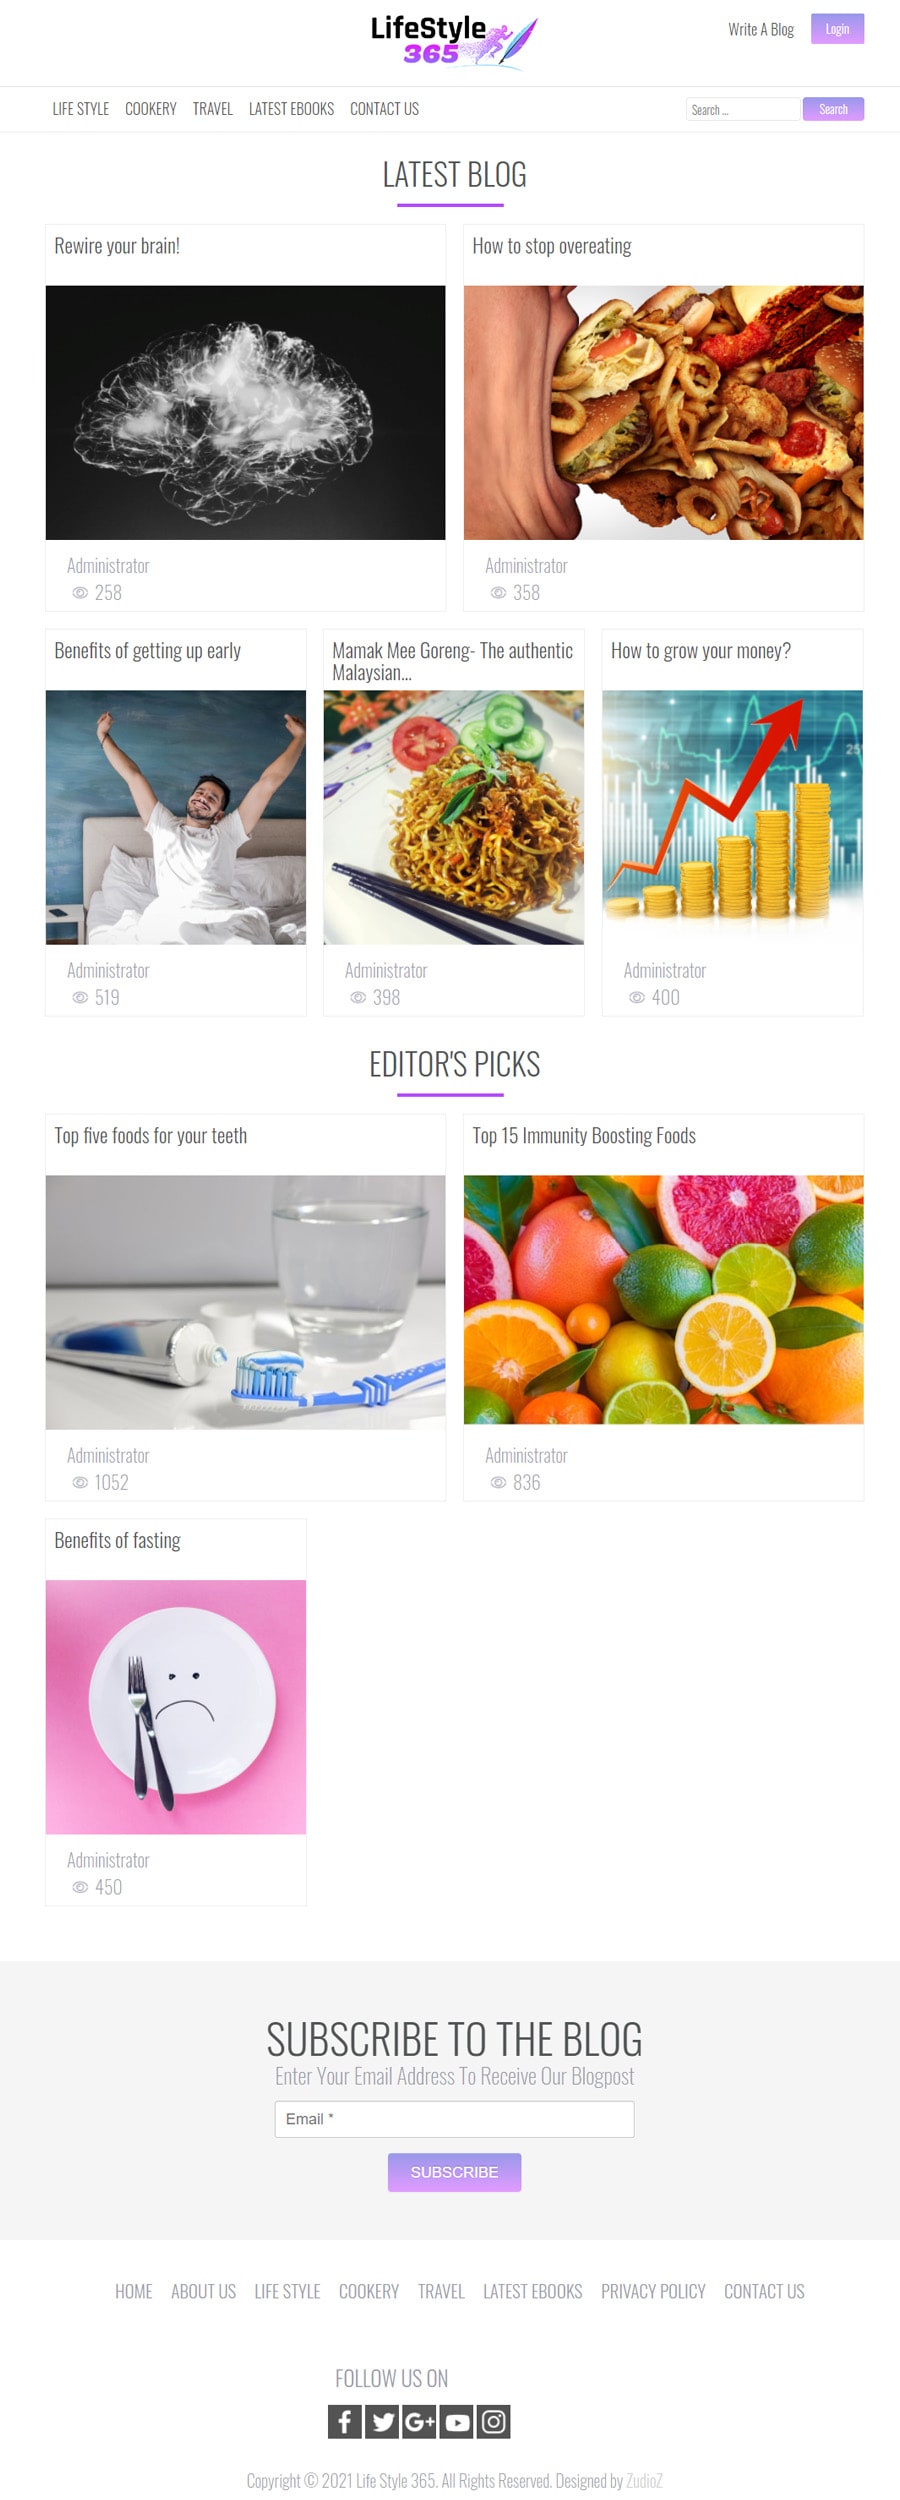 LifeStyle
365
Write A Blog
Login
LIFE STYLE COOKERY TRAVEL LATEST EBOOKS CONTACT US
Search ...
Search
LATEST BLOG
Rewire your brain!
How to stop overeating
Administrator
258
Administrator
358
Benefits of getting up early
Mamak Mee Goreng- The authentic
Malaysian...
How to grow your money?
10%
25
Administrator
519
Administrator
398
Administrator
400
EDITOR'S PICKS
Top five foods for your teeth
Top 15 Immunity Boosting Foods
Administrator
1052
Administrator
836
Benefits of fasting
Administrator
450
SUBSCRIBE TO THE BLOG
Enter Your Email Address To Receive Our Blogpost
Email *
SUBSCRIBE
HOME ABOUT US LIFE STYLE COOKERY TRAVEL LATEST EBOOKS PRIVACY POLICY CONTACT US
FOLLOW US ON
Copyright © 2021 Life Style 365. All Rights Reserved. Designed by ZudioZ